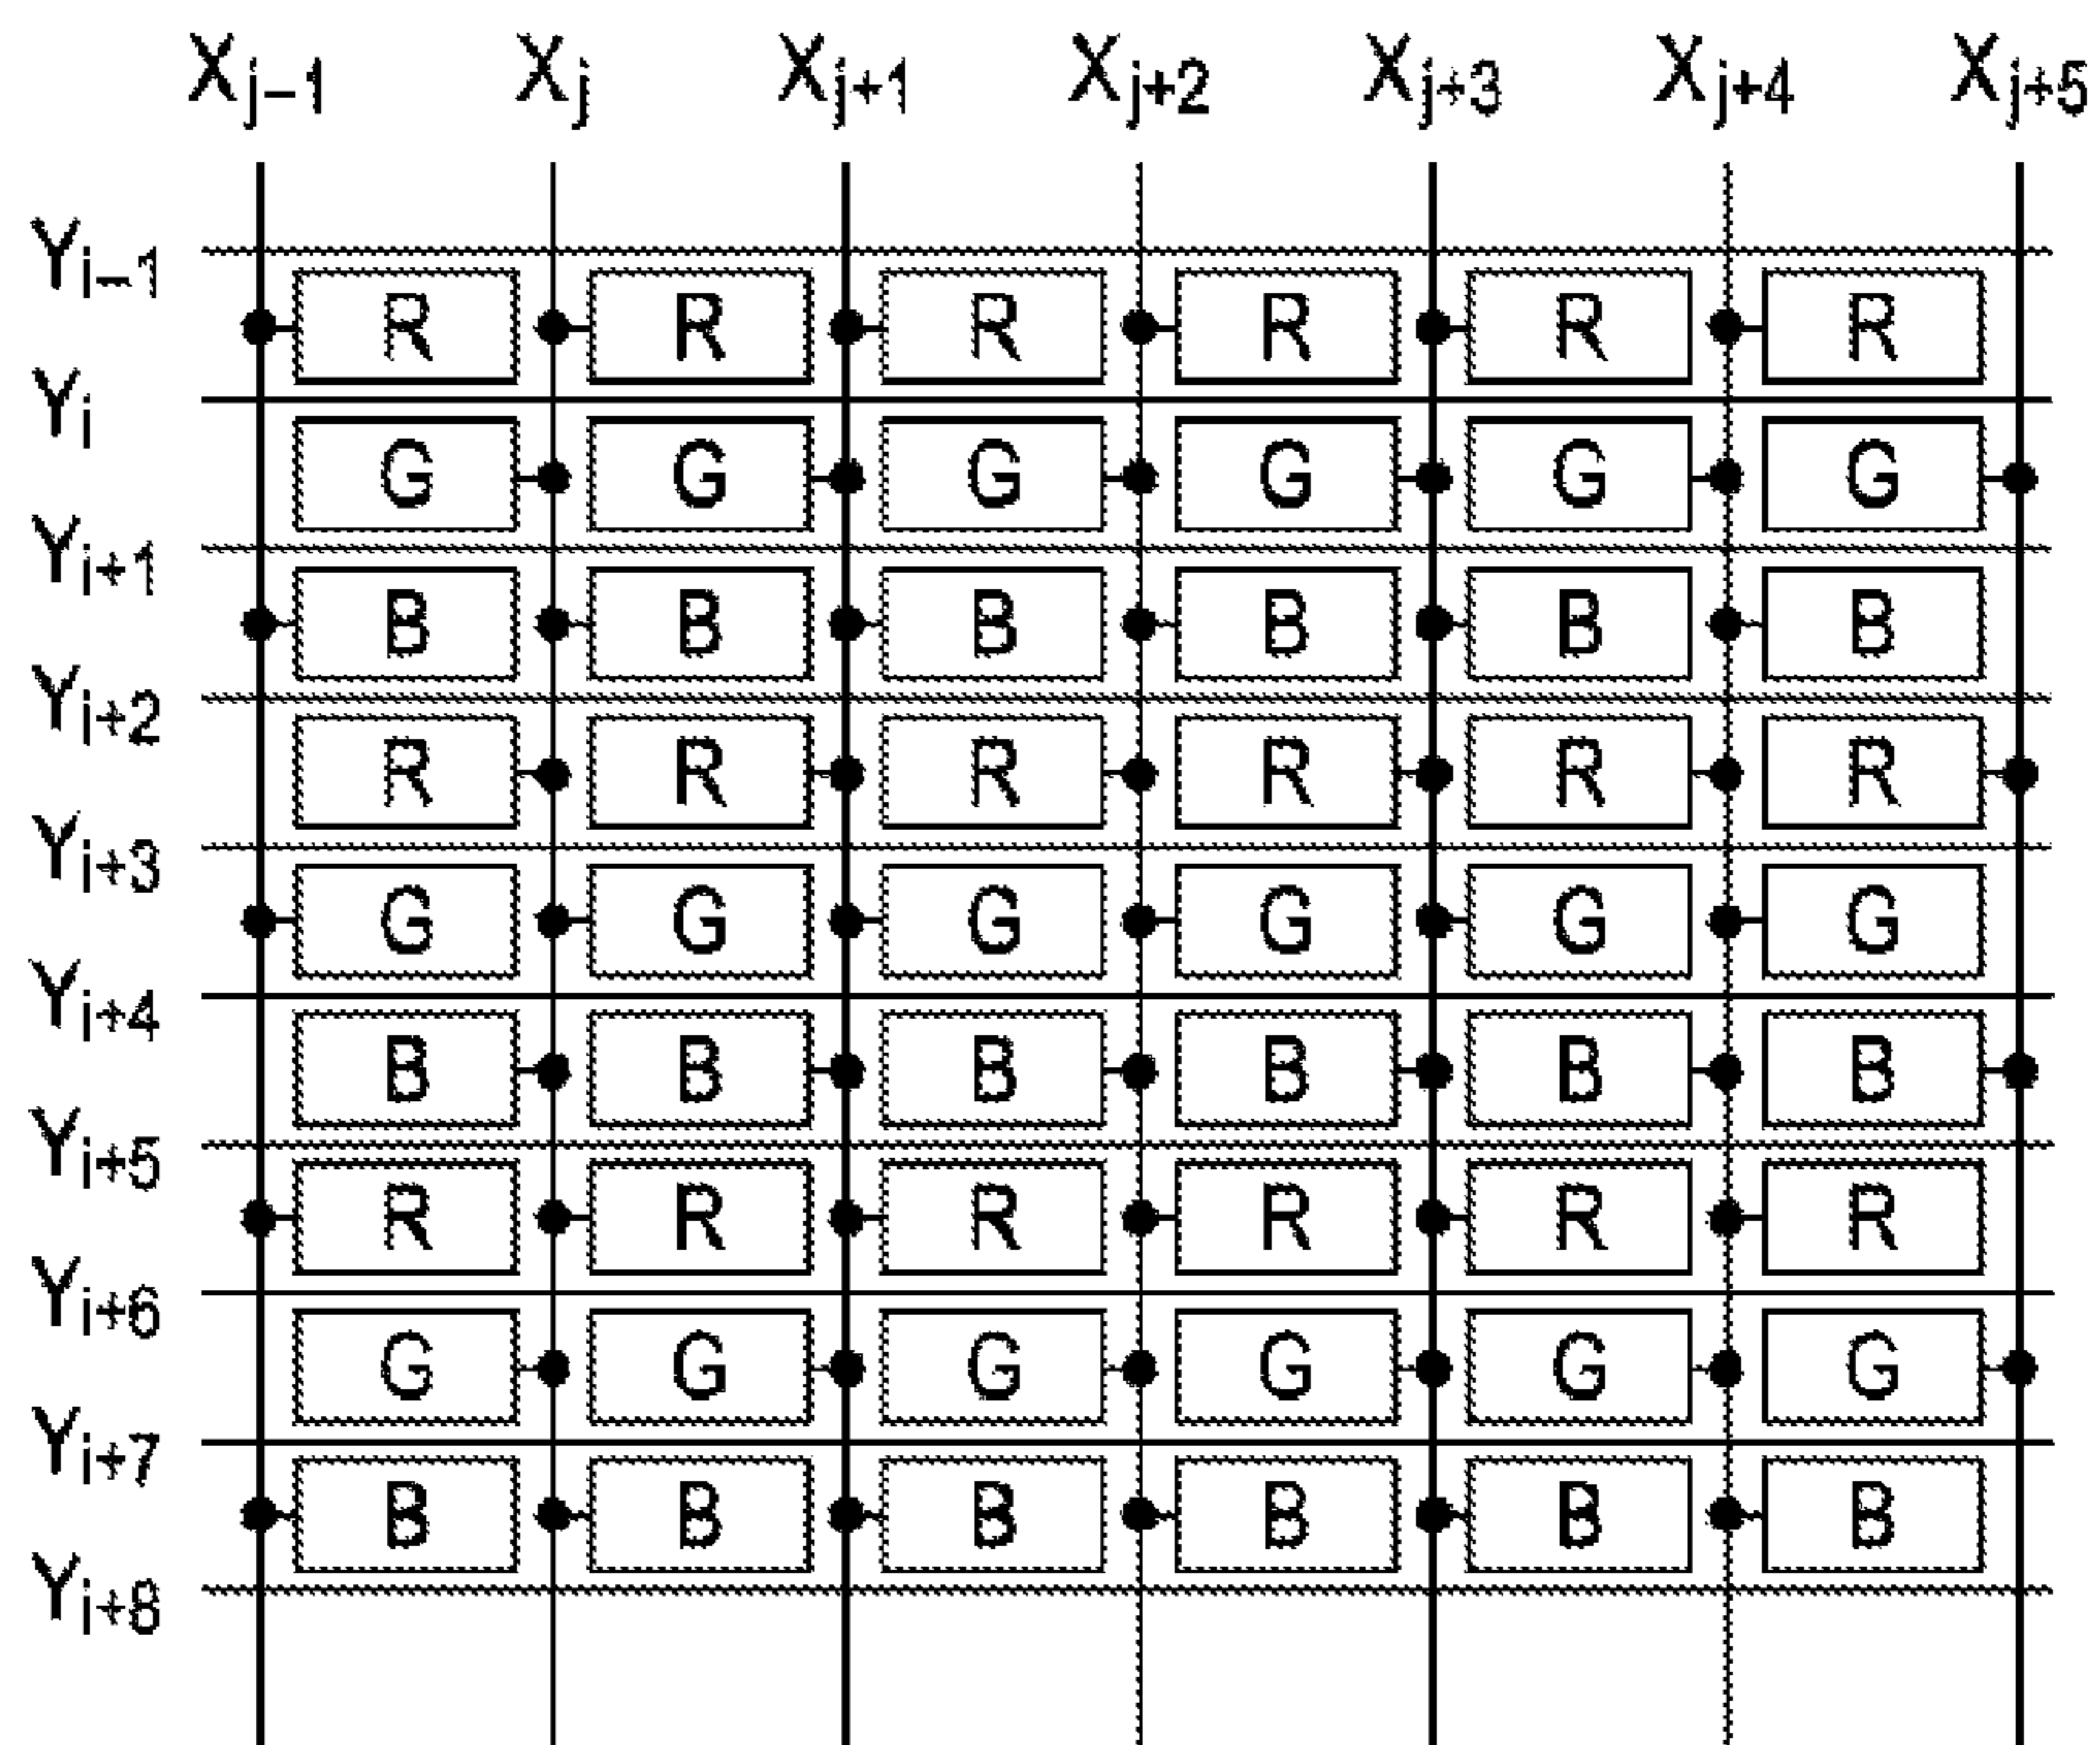 Xj-1 Xj Xj+1 Xj+2 Xj+3 Xj+4 Xj+5
Yi-1
R R R R R R
Yi
G G G G G G
Yi+1
B B B B B B
Yi+2
R R R R R R
Yi+3
G G G G G G
Yi+4
B B B B B B
Yi+5
R R R R R R
Yi+6
G G G G G G
Yi+7
B B B B B B
Yi+8